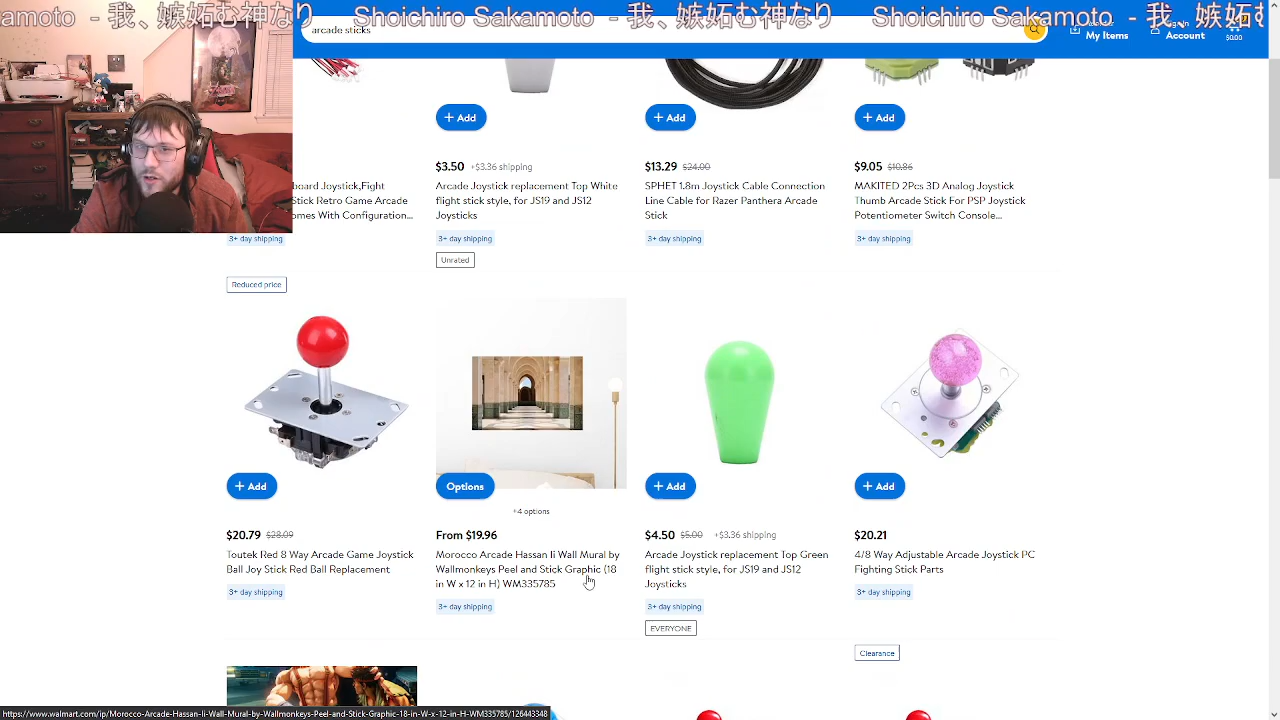 amoto - 我、嫉妬む神なり Shoichiro Sakamoto - 我、嫉妬む神なり Shoichiro Sakamoto - 我、嫉妬む
arcade sticks
My Items
Sign In
Account
$0.00
+ Add
+ Add
+ Add
$3.50 +$3.36 shipping
$13.29 $24.00
$9.05 $10.86
board Joystick,Fight
Stick Retro Game Arcade
omes With Configuration...
Arcade Joystick replacement Top White
flight stick style, for JS19 and JS12
Joysticks
SPHET 1.8m Joystick Cable Connection
Line Cable for Razer Panthera Arcade
Stick
MAKITED 2Pcs 3D Analog Joystick
Thumb Arcade Stick For PSP Joystick
Potentiometer Switch Console...
3+ day shipping
3+ day shipping
3+ day shipping
3+ day shipping
Unrated
Reduced price
+ Add
Options
+ Add
+ Add
+4 options
$20.79 $28.09
From $19.96
$4.50 $5.00 +$3.36 shipping
$20.21
Toutek Red 8 Way Arcade Game Joystick
Ball Joy Stick Red Ball Replacement
Morocco Arcade Hassan Ii Wall Mural by
Wallmonkeys Peel and Stick Graphic (18
in W x 12 in H) WM335785
Arcade Joystick replacement Top Green
flight stick style, for JS19 and JS12
Joysticks
4/8 Way Adjustable Arcade Joystick PC
Fighting Stick Parts
3+ day shipping
3+ day shipping
3+ day shipping
3+ day shipping
EVERYONE
Clearance
https://www.walmart.com/ip/Morocco-Arcade-Hassan-Ii-Wall-Mural-by-Wallmonkeys-Peel-and-Stick-Graphic-18-in-W-x-12-in-H-WM335785/126443348